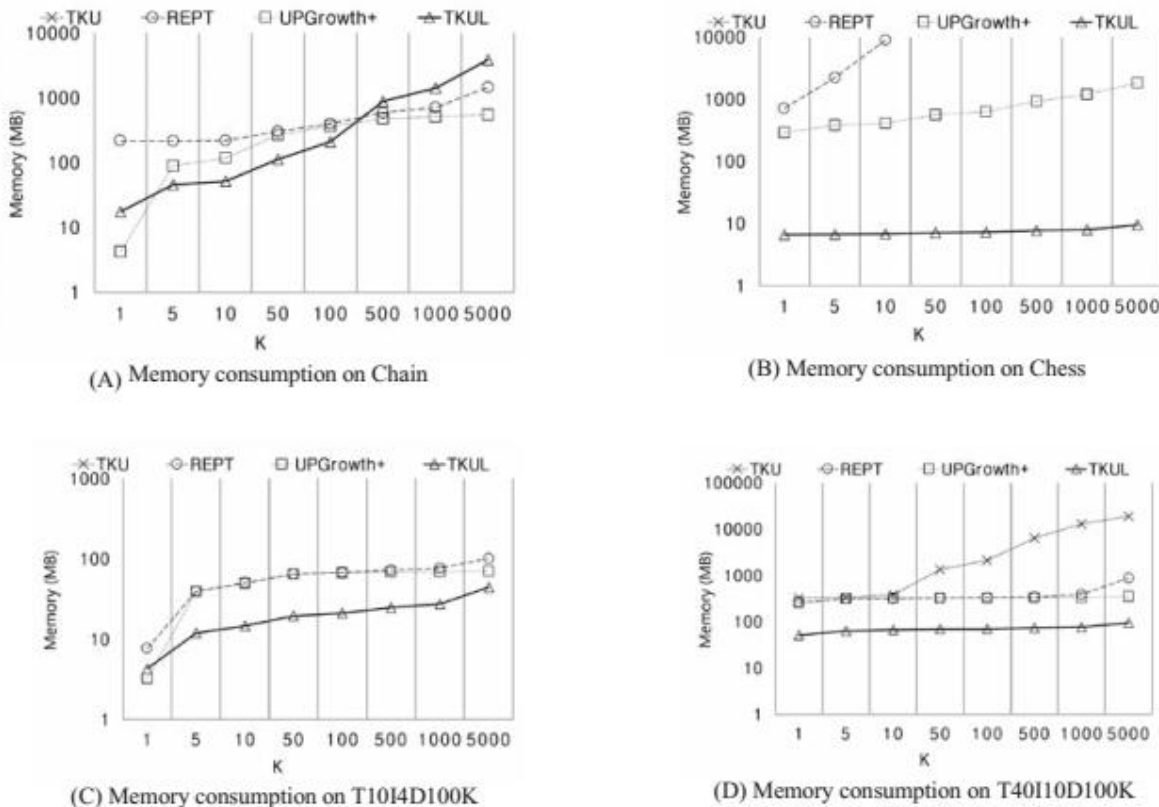 TKU REPT UPGrowth+ TKUL
10000
1000
100
10
1
Memory (MB)
1 5 10 50 100 500 1000 5000
K
(A) Memory consumption on Chain
TKU REPT UPGrowth+ TKUL
10000
1000
100
10
1
Memory (MB)
1 5 10 50 100 500 1000 5000
K
(B) Memory consumption on Chess
TKU REPT UPGrowth+ TKUL
1000
100
10
1
Memory (MB)
1 5 10 50 100 500 1000 5000
K
(C) Memory consumption on T10I4D100K
TKU REPT UPGrowth+ TKUL
100000
10000
1000
100
10
1
Memory (MB)
1 5 10 50 100 500 1000 5000
K
(D) Memory consumption on T40I10D100K